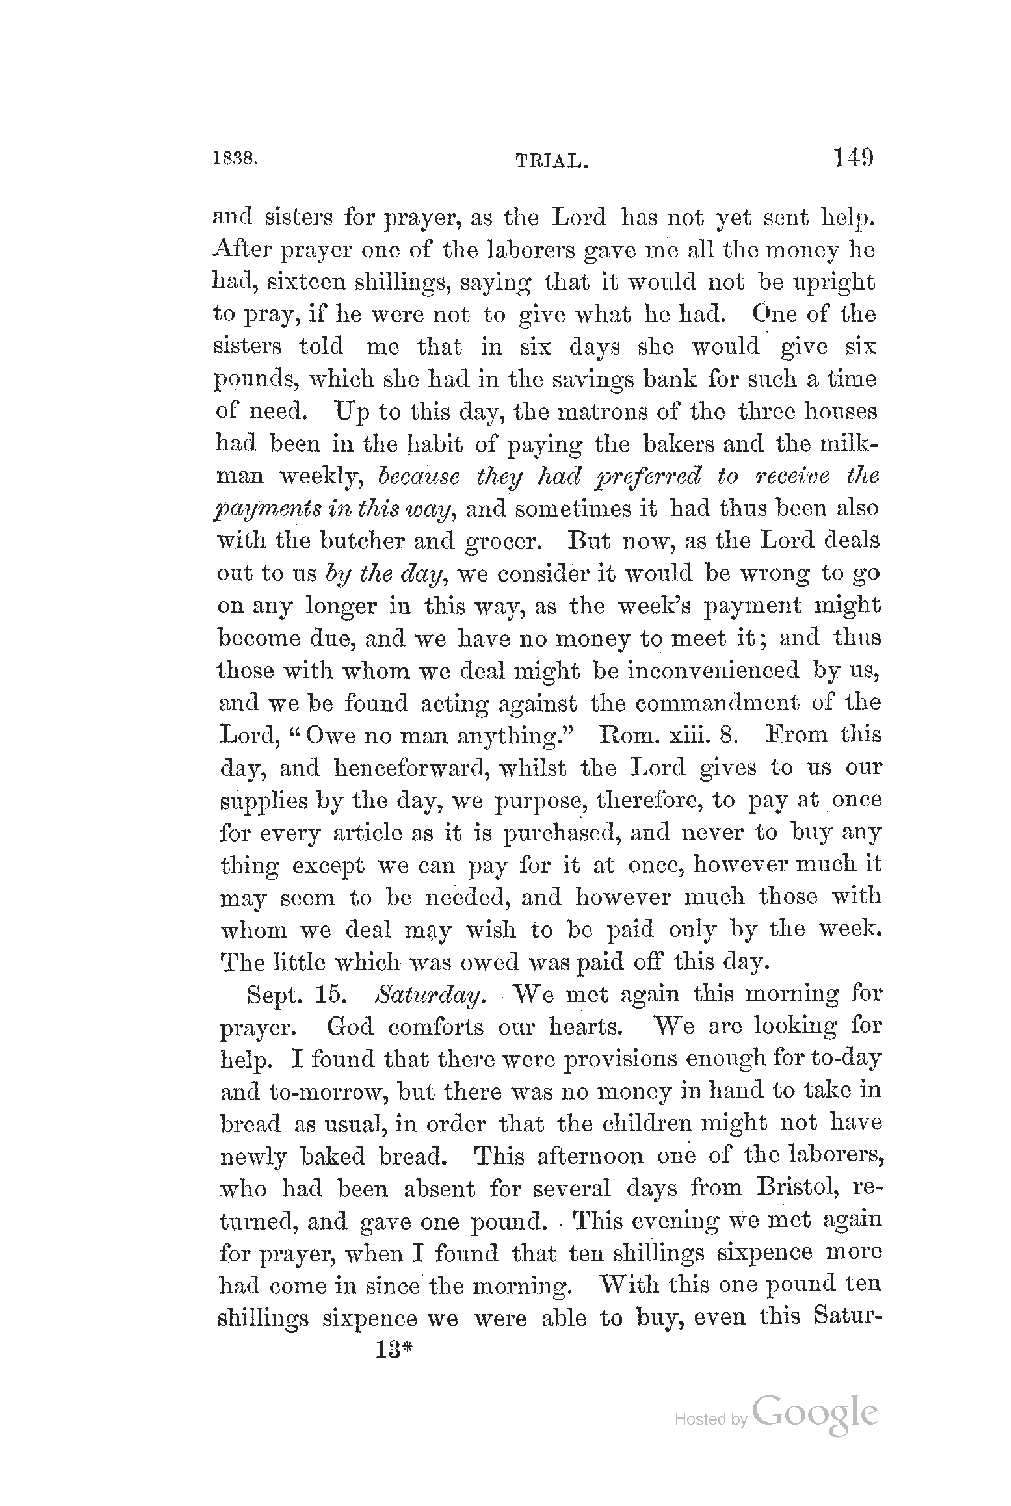 1838. TRIAL. 149
and sisters for prayer, as the Lord has not yet sent help.
After prayer one of the laborers gave me all the money he
had, sixteen shillings, saying that it would not be upright
to pray, if he were not to give what he had. One of the
sisters told me that in six days she would give six
pounds, which she had in the savings bank for such a time
of need. Up to this day, the matrons of the three houses
had been in the habit of paying the bakers and the milk-
man weekly, because they had preferred to receive the
payments in this way, and sometimes it had thus been also
with the butcher and grocer. But now, as the Lord deals
out to us by the day, we consider it would be wrong to go
on any longer in this way, as the week's payment might
become due, and we have no money to meet it; and thus
those with whom we deal might be inconvenienced by us,
and we be found acting against the commandment of the
Lord, "Owe no man anything." Rom. xiii. 8. From this
day, and henceforward, whilst the Lord gives to us our
supplies by the day, we purpose, therefore, to pay at once
for every article as it is purchased, and never to buy any
thing except we can pay for it at once, however much it
may seem to be needed, and however much those with
whom we deal may wish to be paid only by the week.
The little which was owed was paid off this day.
Sept. 15. Saturday. We met again this morning for
prayer. God comforts our hearts. We are looking for
help. I found that there were provisions enough for to-day
and to-morrow, but there was no money in hand to take in
bread as usual, in order that the children might not have
newly baked bread. This afternoon one of the laborers,
who had been absent for several days from Bristol, re-
turned, and gave one pound. This evening we met again
for prayer, when I found that ten shillings sixpence more
had come in since the morning. With this one pound ten
shillings sixpence we were able to buy, even this Satur-
13*
Hosted by Google